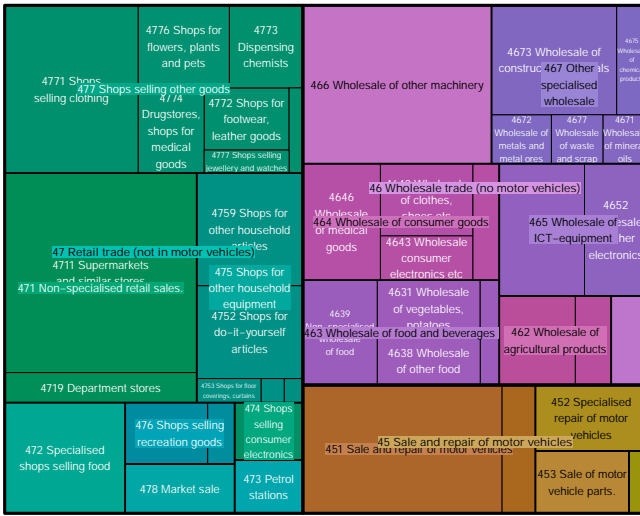 4771 Shops
selling clothing
4776 Shops for
flowers, plants
and pets
4773
Dispensing
chemists
477 Shops selling other goods
4774
Drugstores,
shops for
medical
goods
4772 Shops for
footwear,
leather goods
4777 Shops selling
jewellery and watches
47 Retail trade (not in motor vehicles)
4711 Supermarkets
and similar stores
471 Non-specialised retail sales.
4759 Shops for
other household
articles
475 Shops for
other household
equipment
4752 Shops for
do-it-yourself
articles
4719 Department stores
4753 Shops for floor
coverings, curtains
472 Specialised
shops selling food
476 Shops selling
recreation goods
474 Shops
selling
consumer
electronics
478 Market sale
473 Petrol
stations
466 Wholesale of other machinery
4673 Wholesale of
467 Other
specialised
wholesale
4675
of
4672
Wholesale of
metals and
metal ores
4677
Wholesale of
waste
and scrap
4671
Wholesale
of
oils
46 Wholesale trade (no motor vehicles)
4646
Wholesale
of medical
goods
of clothes,
464 Wholesale of consumer goods
4643 Wholesale
consumer
electronics etc
465 Wholesale of
ICT-equipment
4652
electronic
4639
wholesale
of food
4631 Wholesale
of vegetables,
potatoes
463 Wholesale of food and beverages
4638 Wholesale
of other food
462 Wholesale of
agricultural products
45 Sale and repair of motor vehicles
451 Sale and repair of motor vehicles
452 Specialised
repair of motor
vehicles
453 Sale of motor
vehicle parts.